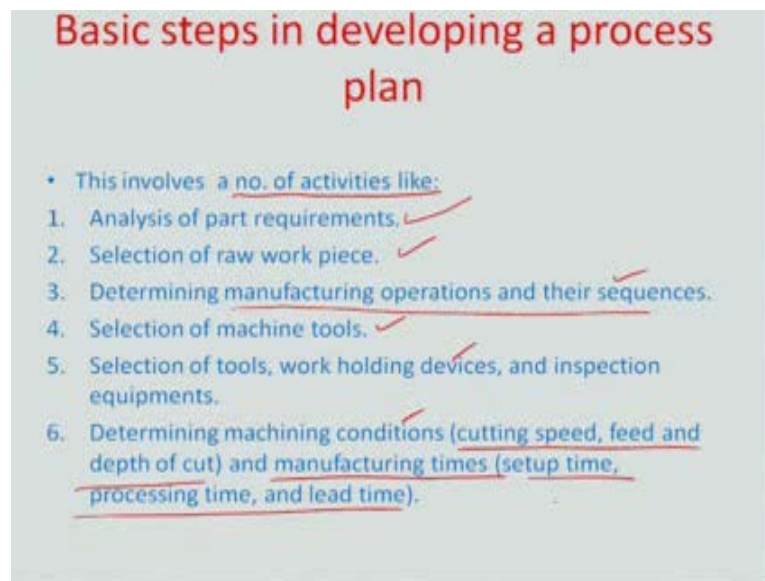 Basic steps in developing a process
plan
• This involves a no. of activities like:
1. Analysis of part requirements.
2. Selection of raw work piece.
3. Determining manufacturing operations and their sequences.
4. Selection of machine tools.
5. Selection of tools, work holding devices, and inspection
equipments.
6. Determining machining conditions (cutting speed, feed and
depth of cut) and manufacturing times (setup time,
processing time, and lead time).